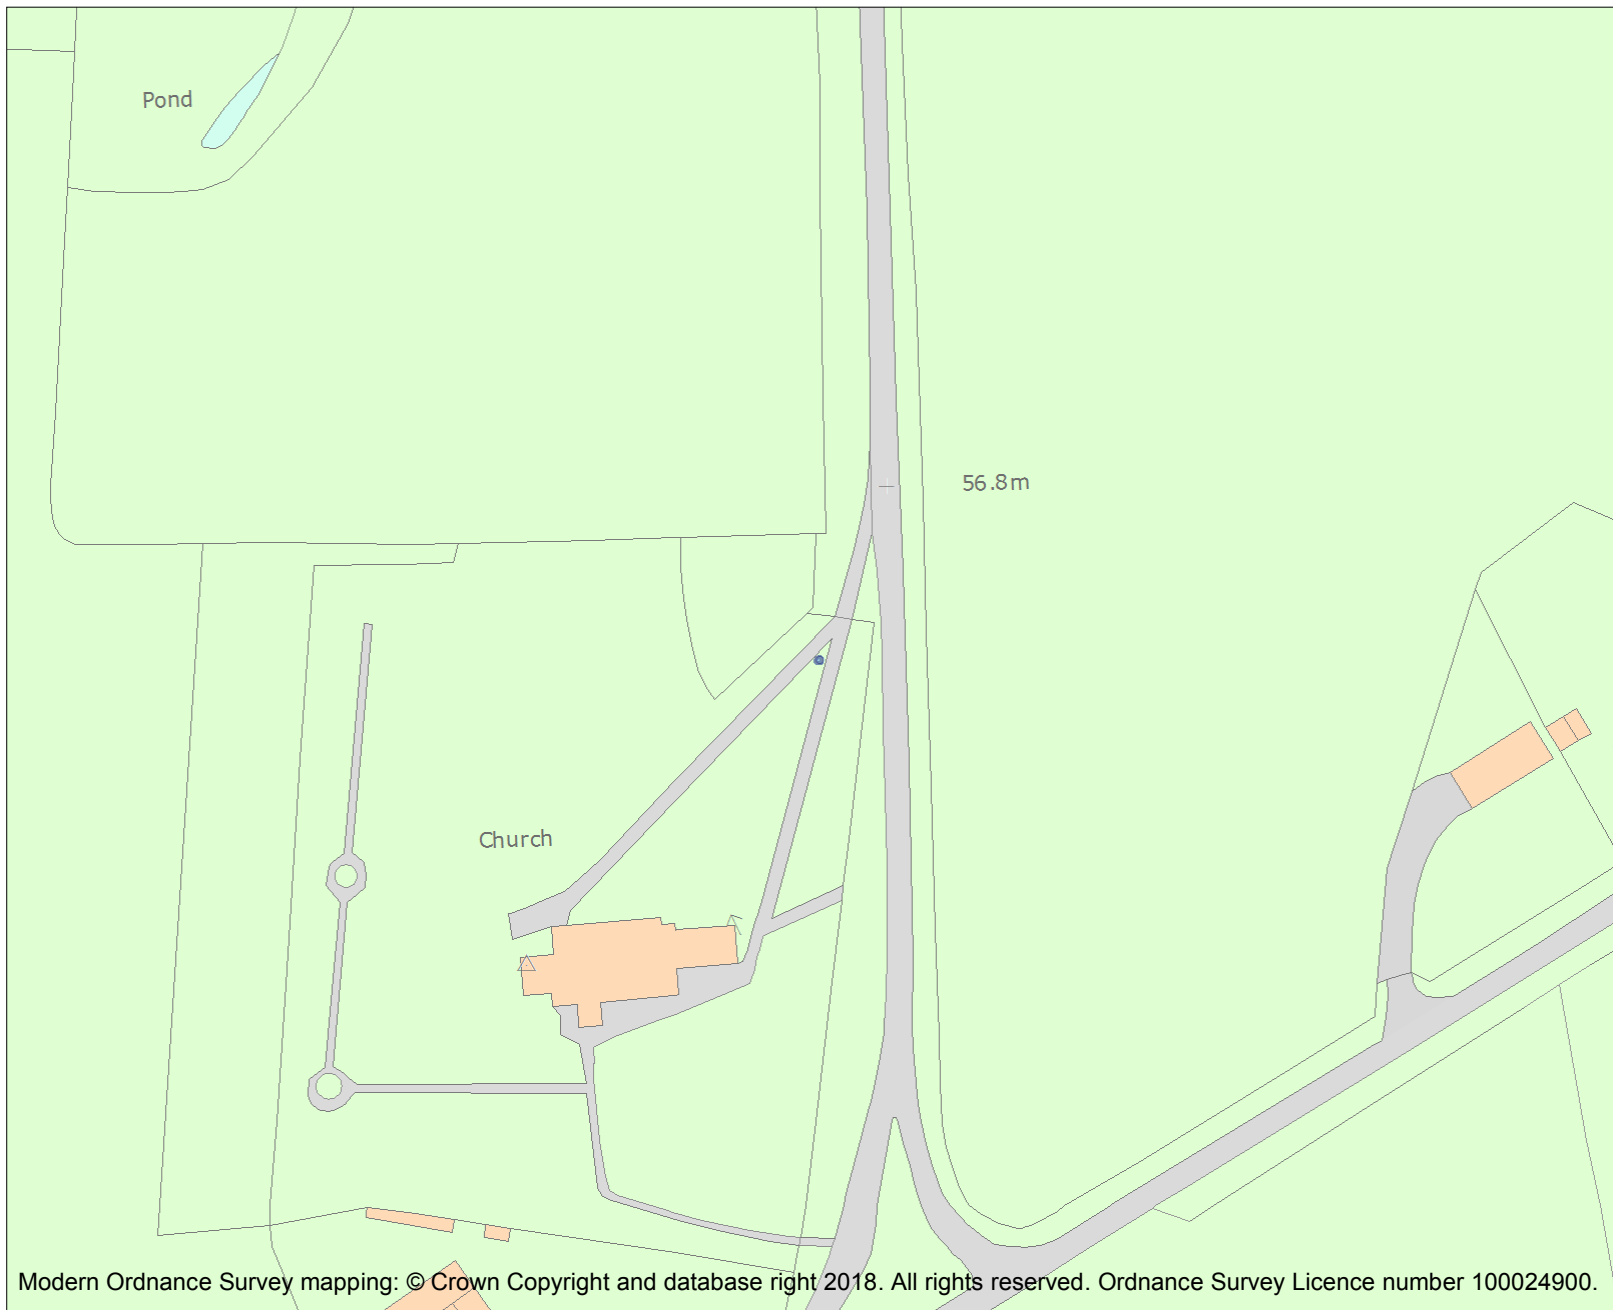 Pond
56.8m
Church
Modern Ordnance Survey mapping: © Crown Copyright and database right 2018. All rights reserved. Ordnance Survey Licence number 100024900.